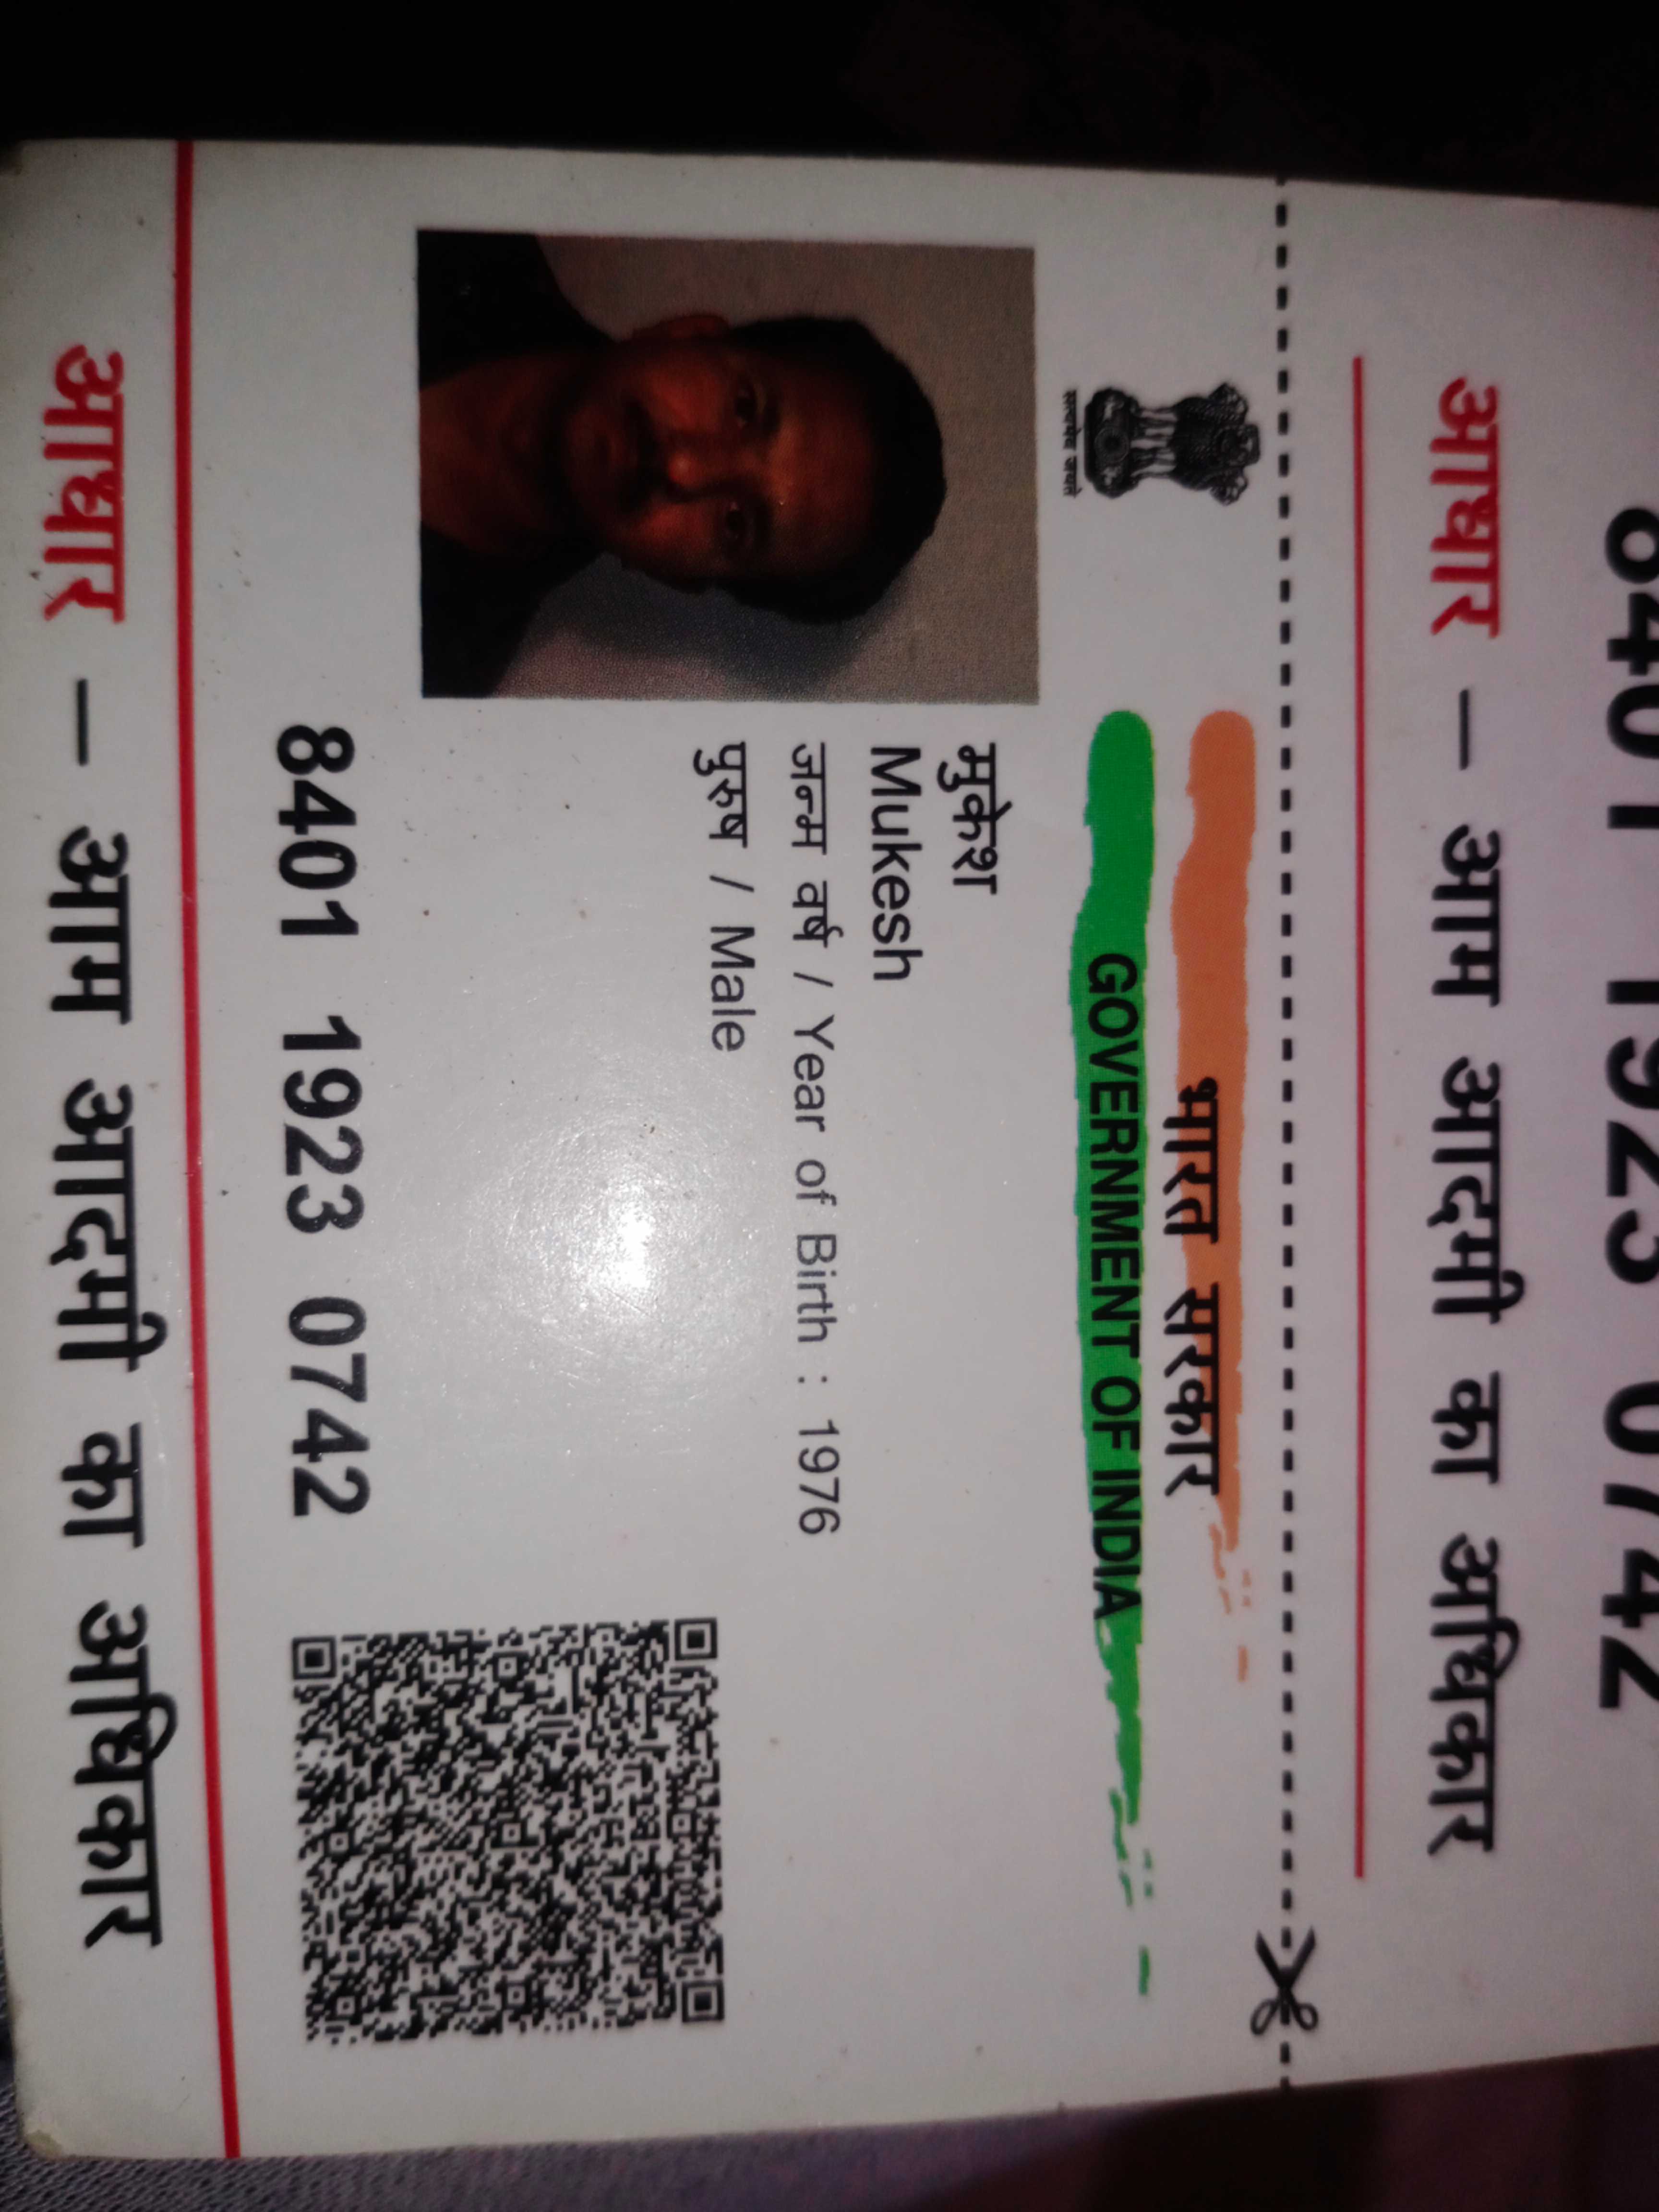 8401 1923 0742
आधार – आम आदमी का अधिकार
सत्यमेव जयते
भारत सरकार
GOVERNMENT OF INDIA
मुकेश
Mukesh
जन्म वर्ष / Year of Birth : 1976
पुरुष / Male
8401 1923 0742
आधार – आम आदमी का अधिकार